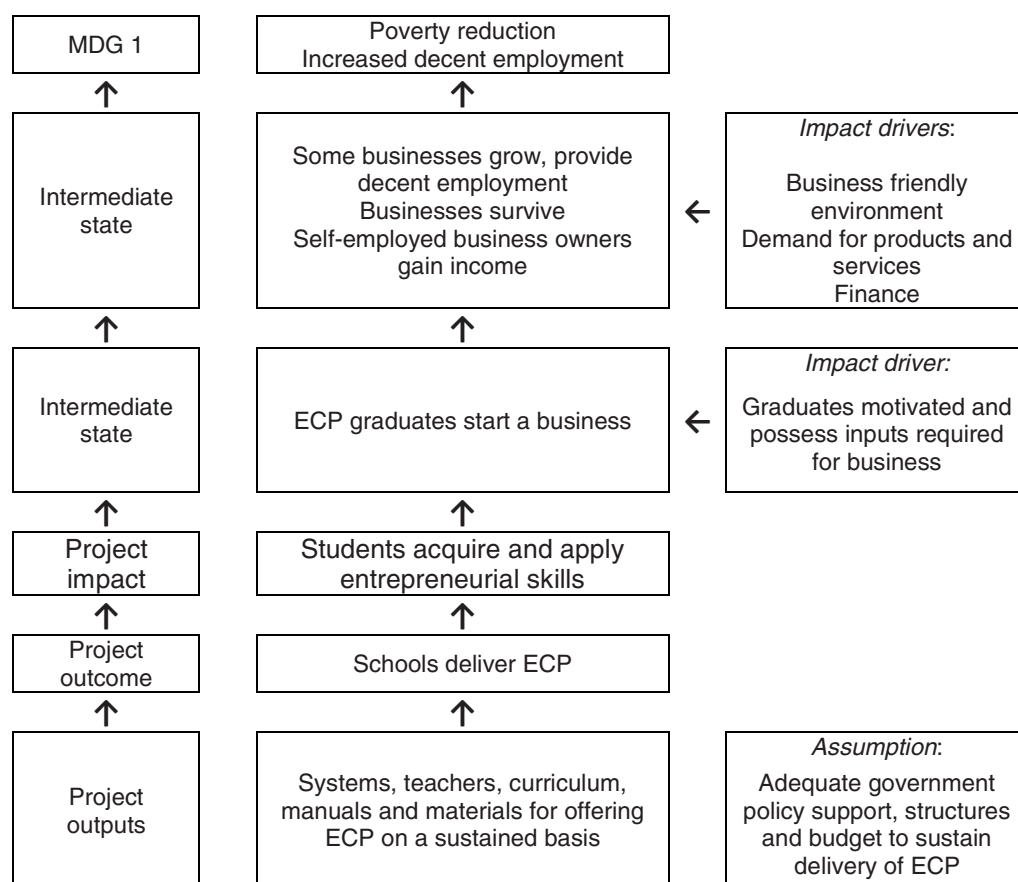 MDG 1
Poverty reduction
Increased decent employment
Intermediate
state
Some businesses grow, provide
decent employment
Businesses survive
Self-employed business owners
gain income
Impact drivers:
Business friendly
environment
Demand for products and
services
Finance
Intermediate
state
ECP graduates start a business
Impact driver:
Graduates motivated and
possess inputs required
for business
Project
impact
Students acquire and apply
entrepreneurial skills
Project
outcome
Schools deliver ECP
Project
outputs
Systems, teachers, curriculum,
manuals and materials for offering
ECP on a sustained basis
Assumption:
Adequate government
policy support, structures
and budget to sustain
delivery of ECP